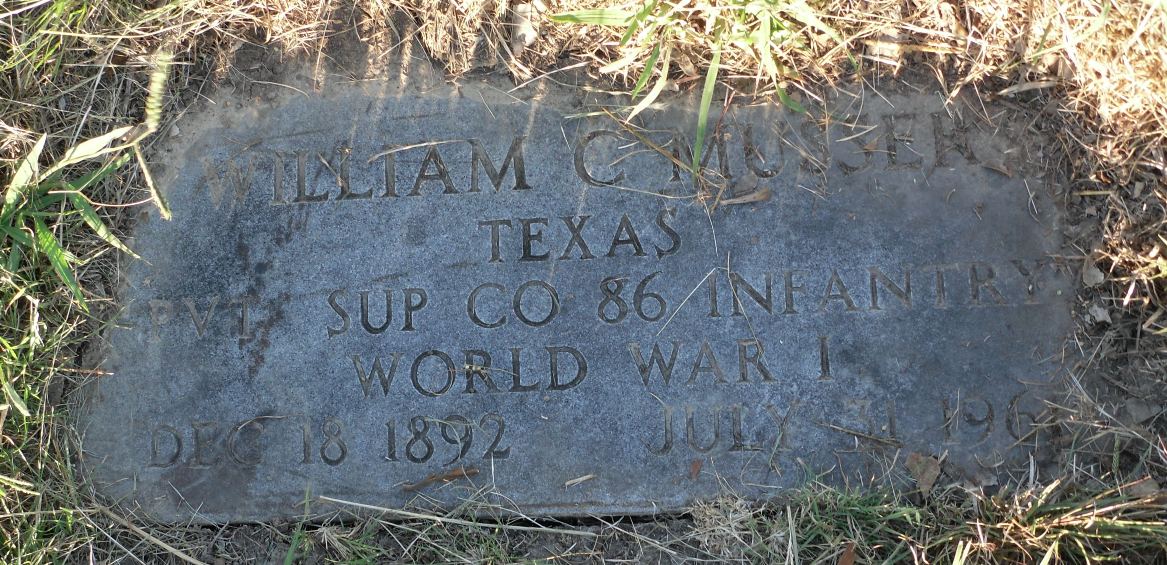 WILLIAM C MUSSER
TEXAS
PVT SUP CO 86 INFANTRY
WORLD WAR I
DEC 18 1892 JULY 31